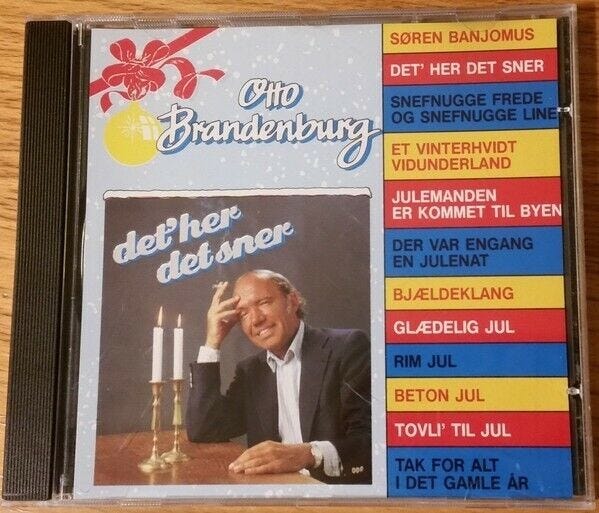 Otto
Brandenburg
det' her
det sner
SØREN BANJOMUS
DET' HER DET SNER
SNEFNUGGE FREDE
OG SNEFNUGGE LINE
ET VINTERHVIDT
VIDUNDERLAND
JULEMANDEN
ER KOMMET TIL BYEN
DER VAR ENGANG
EN JULENAT
BJÆLDEKLANG
GLÆDELIG JUL
RIM JUL
BETON JUL
TOVLI' TIL JUL
TAK FOR ALT
I DET GAMLE ÅR